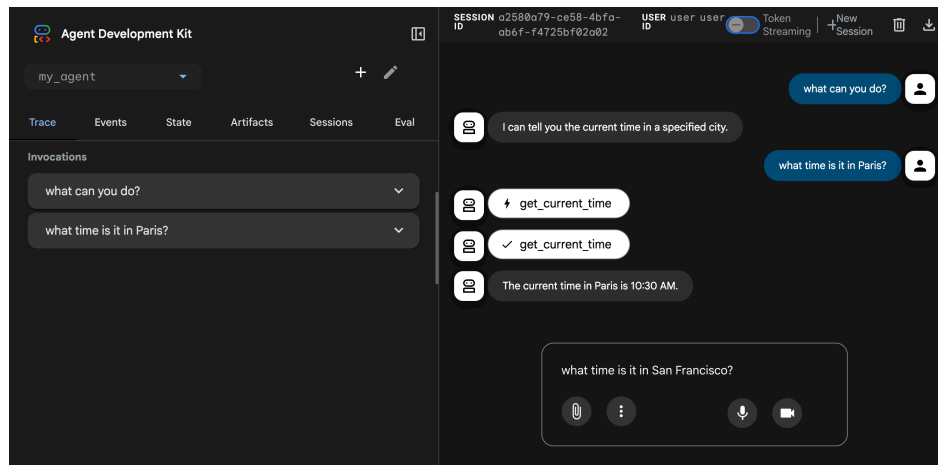 Agent Development Kit
my_agent
Trace Events State Artifacts Sessions Eval
Invocations
what can you do?
what time is it in Paris?
SESSION ID a2580a79-ce58-4bfa-
ab6f-f4725bf02a02
USER ID user user
Token
Streaming
New
Session
what can you do?
I can tell you the current time in a specified city.
what time is it in Paris?
get_current_time
get_current_time
The current time in Paris is 10:30 AM.
what time is it in San Francisco?